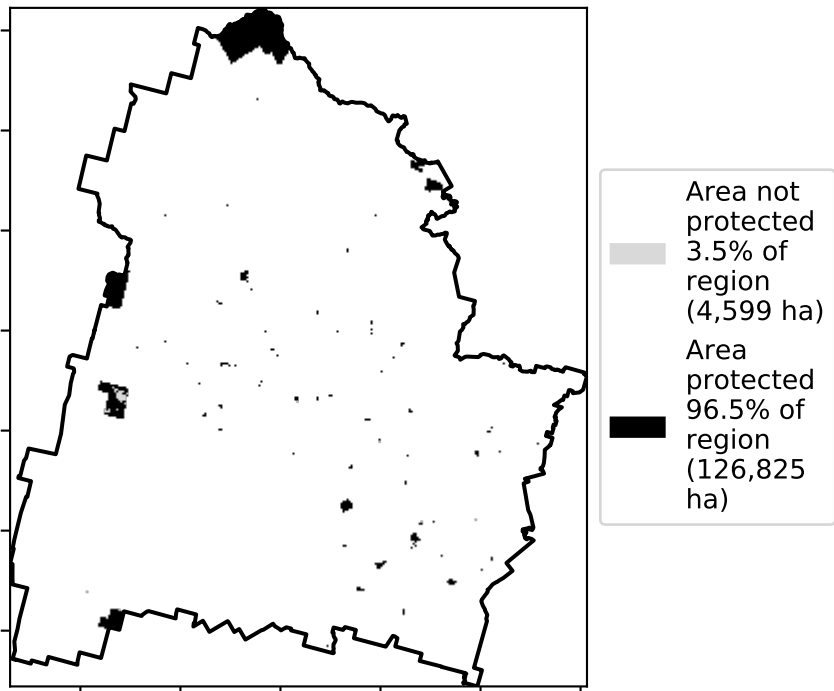 Area not
protected
3.5% of
region
(4,599 ha)
Area
protected
96.5% of
region
(126,825
ha)